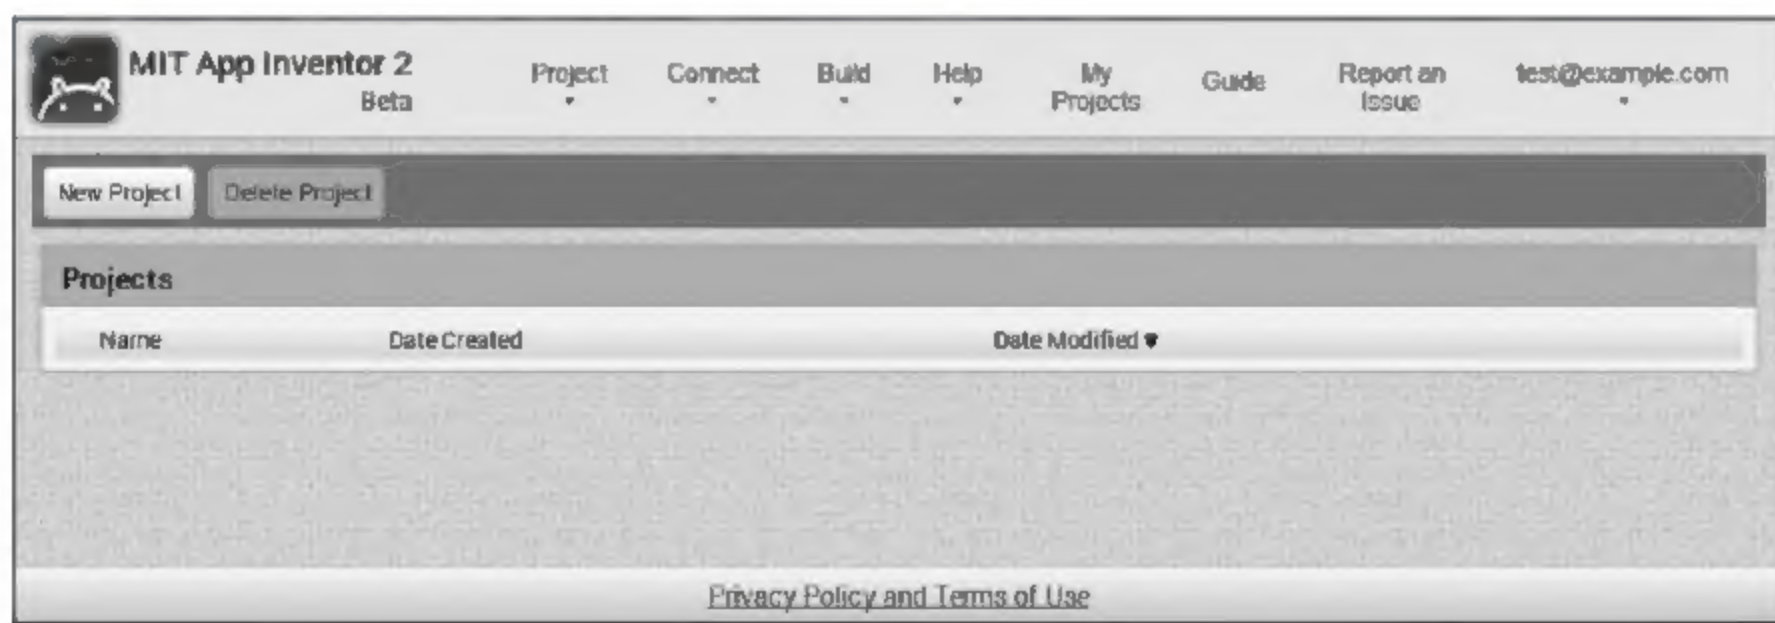 MIT App Inventor 2
Beta
Project
Connect
Build
Help
My
Projects
Guide
Report an
Issue
test@example.com
New Project
Delete Project
Projects
Name
Date Created
Date Modified
Privacy Policy and Terms of Use